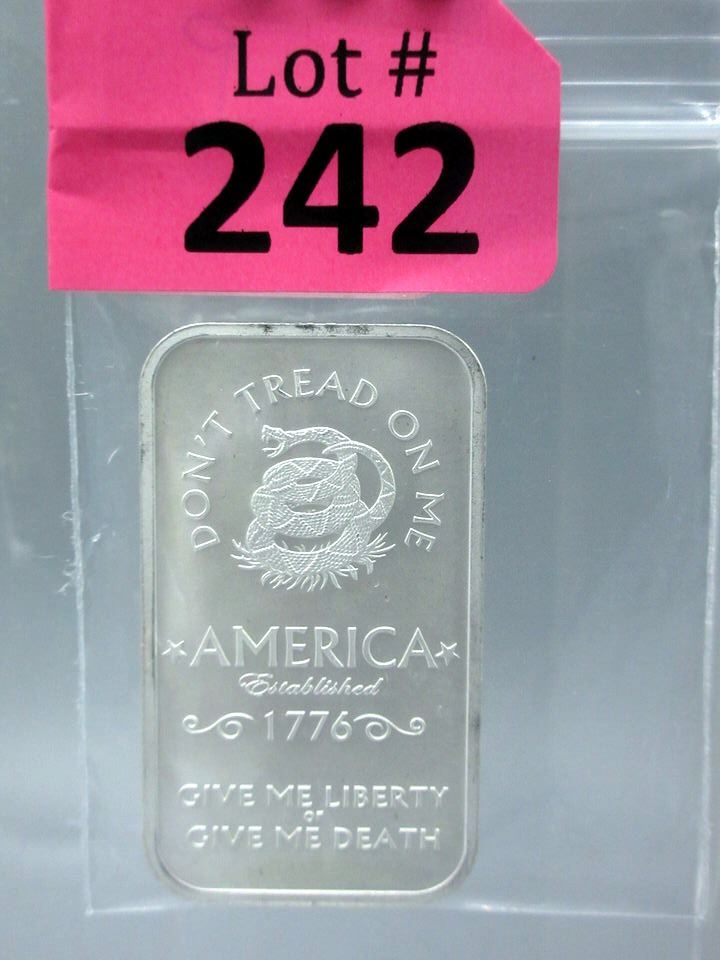 Lot #
242
DON'T TREAD ON ME
AMERICA
Established
1776
GIVE ME LIBERTY
or
GIVE ME DEATH